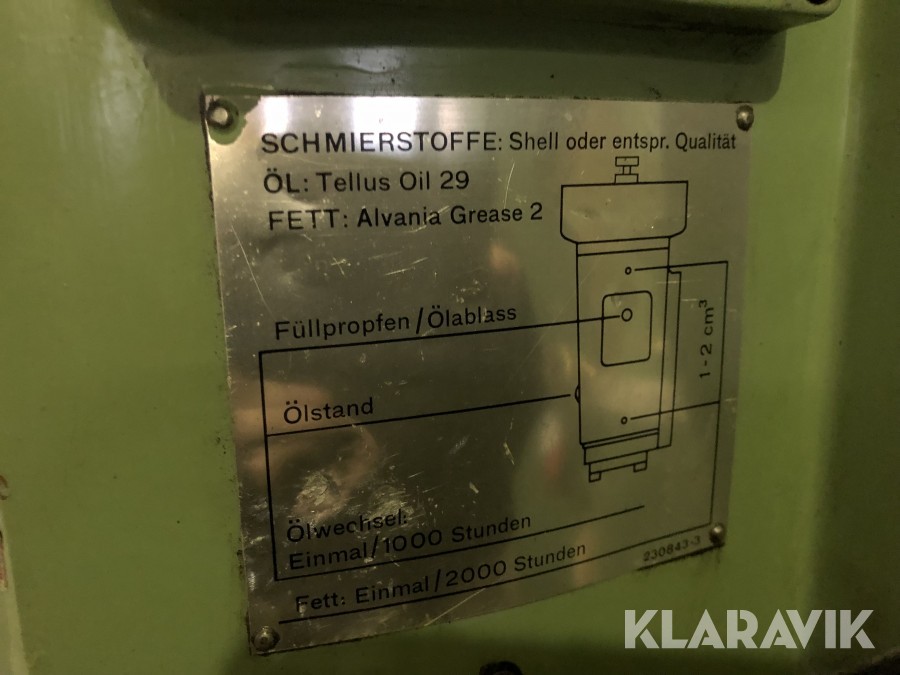 SCHMIERSTOFFE: Shell oder entspr. Qualität
ÖL: Tellus Oil 29
FETT: Alvania Grease 2
Füllpropfen/Ölablass
1-2 cm³
Ölstand
Ölwechsel:
Einmal/1000 Stunden
Fett: Einmal/2000 Stunden
230843-3
KLARAVIK